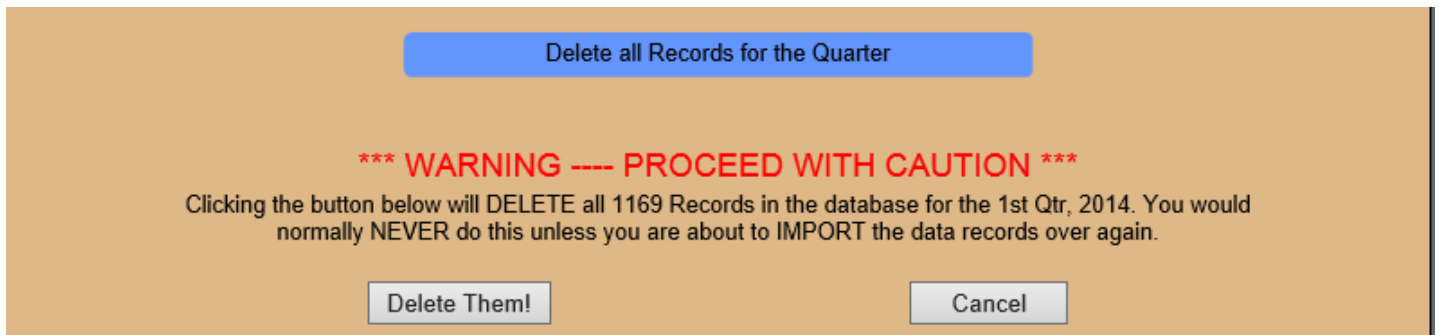 Delete all Records for the Quarter
*** WARNING ---- PROCEED WITH CAUTION ***
Clicking the button below will DELETE all 1169 Records in the database for the 1st Qtr, 2014. You would
normally NEVER do this unless you are about to IMPORT the data records over again.
Delete Them!
Cancel